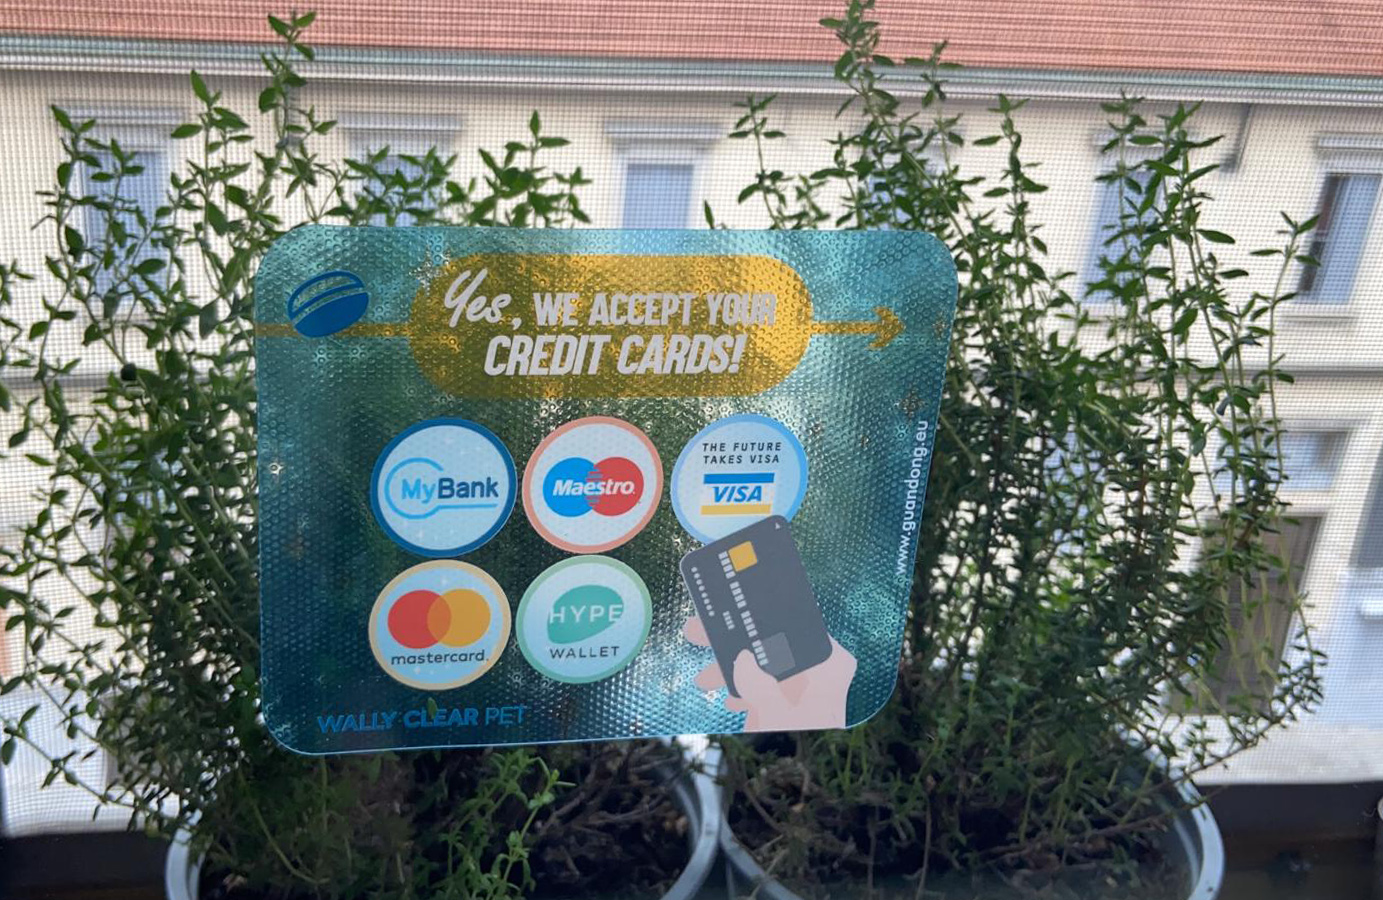 Yes, WE ACCEPT YOUR
CREDIT CARDS!
MyBank
Maestro
THE FUTURE
TAKES VISA
VISA
mastercard.
HYPE
WALLET
www.guandong.eu
WALLY CLEAR PET